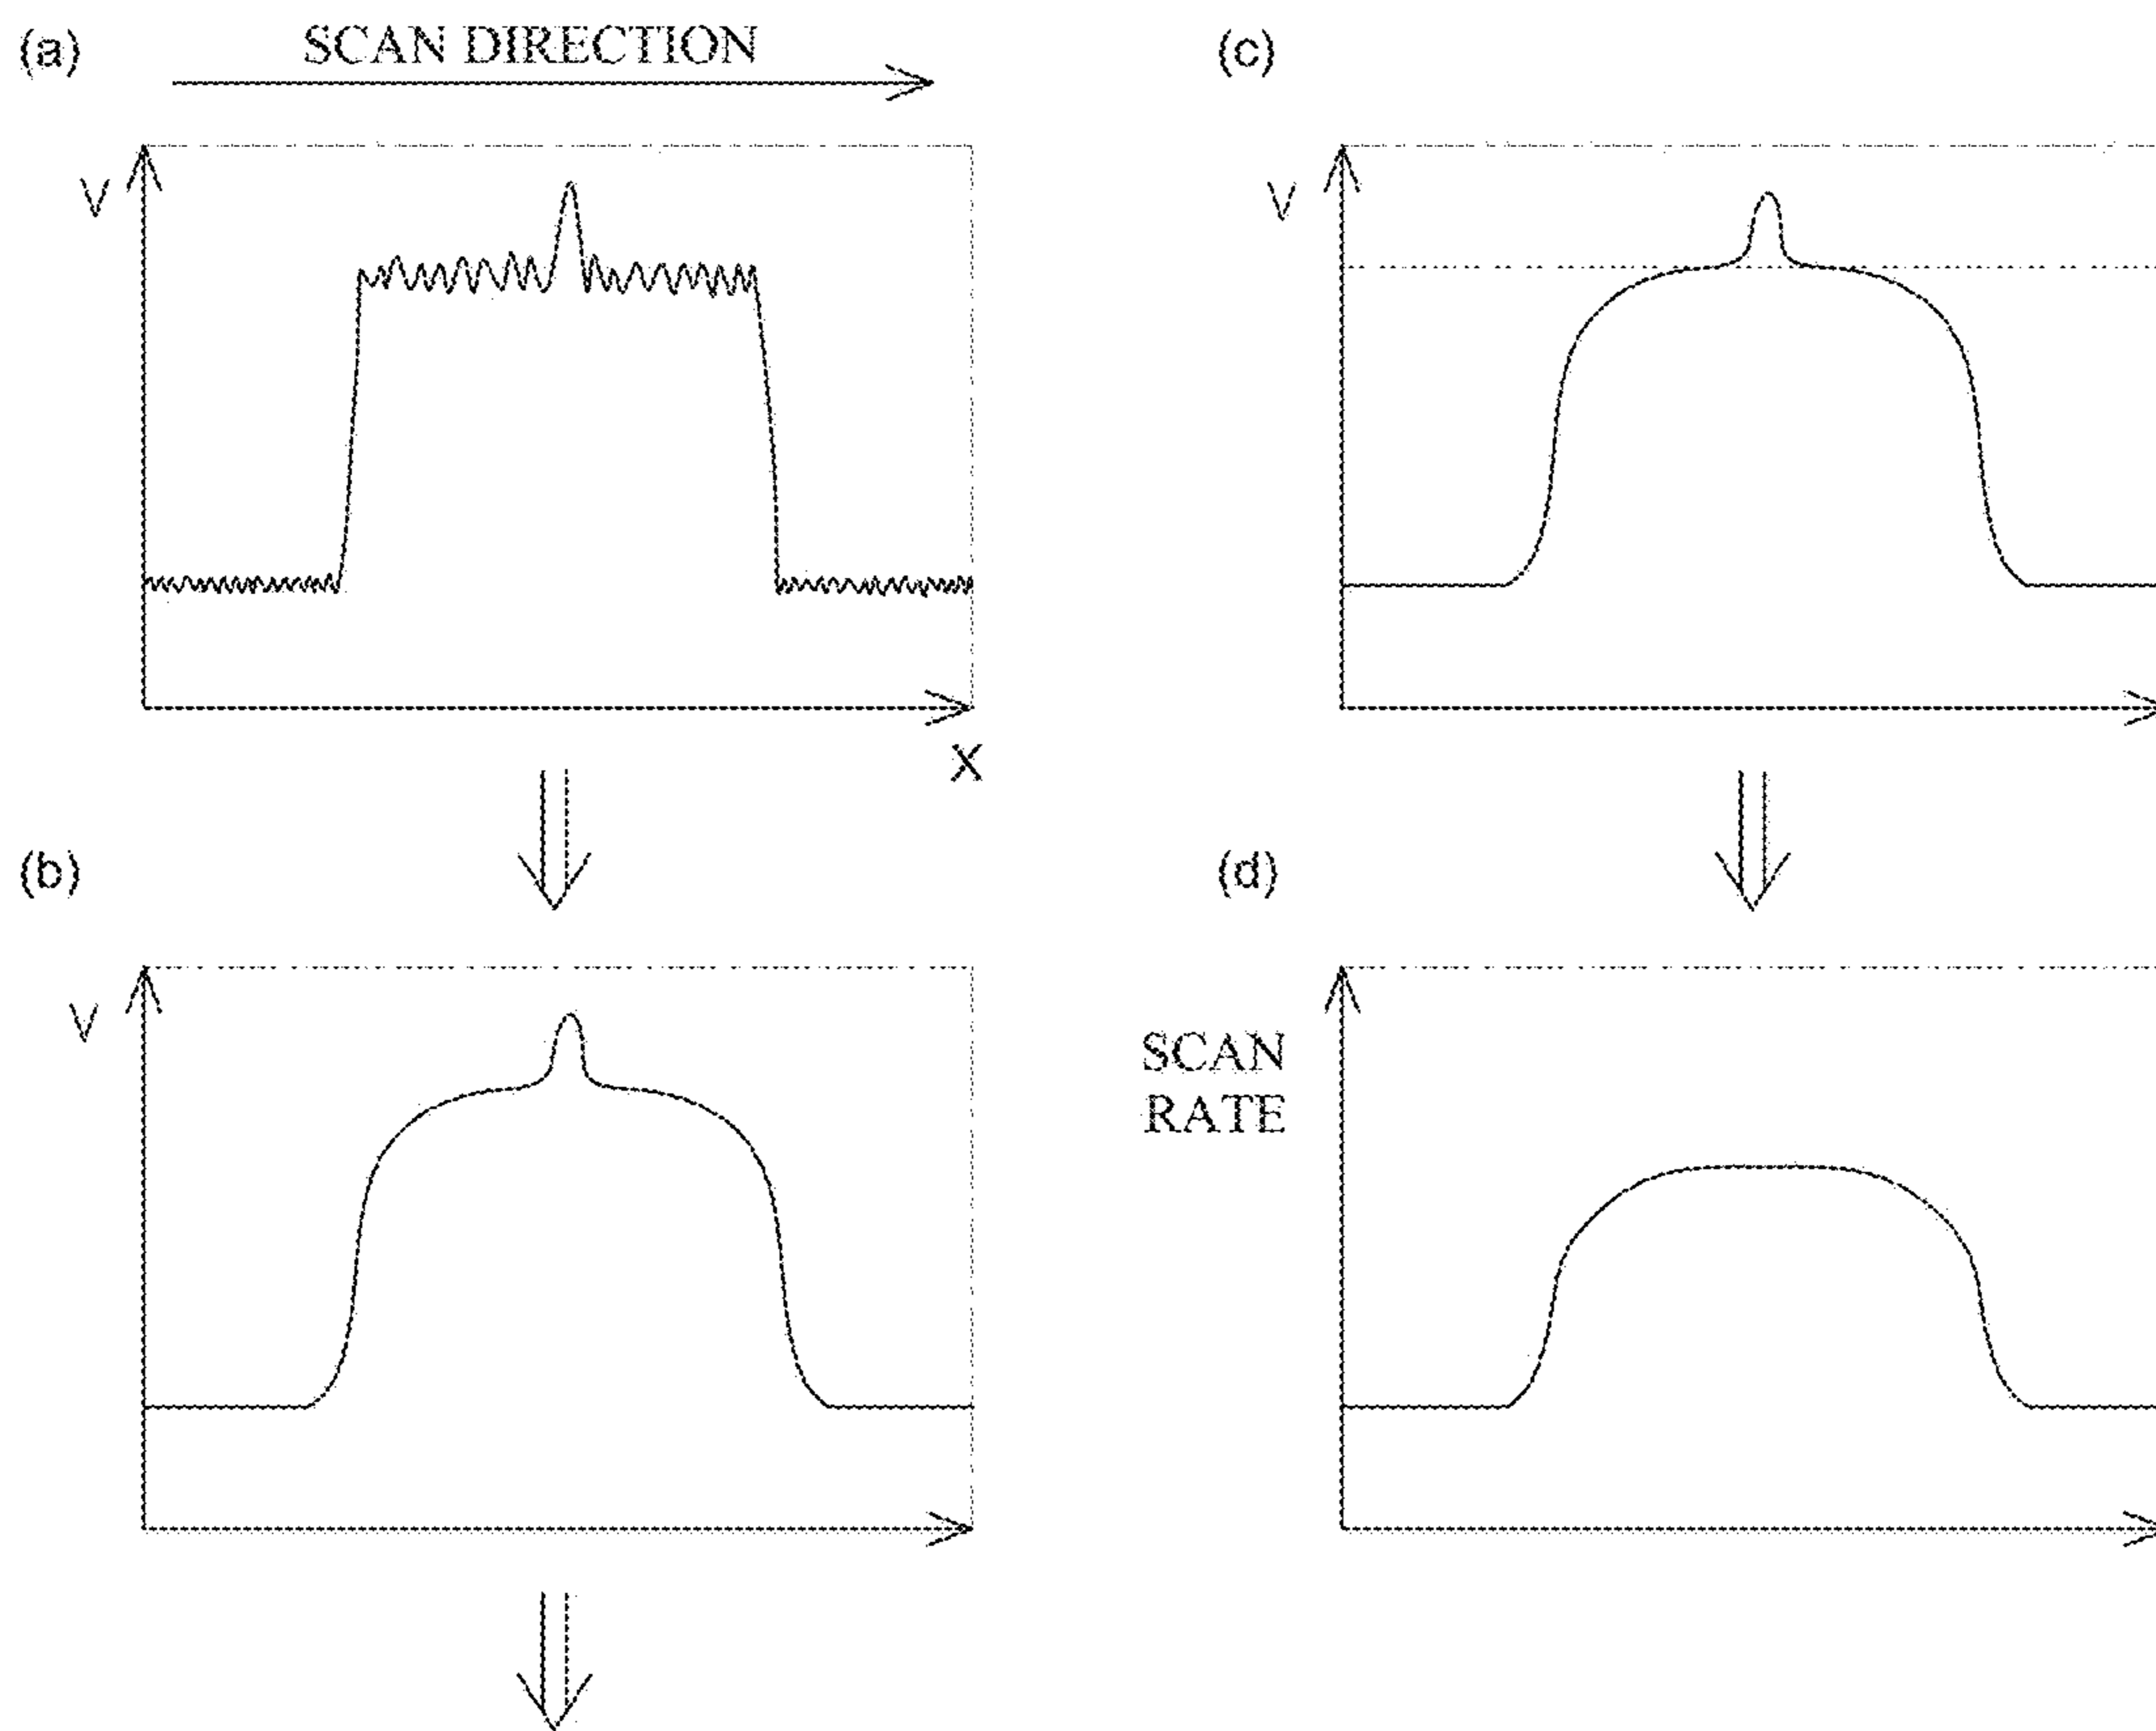 (a)
SCAN DIRECTION
V
X
(b)
V
(c)
V
(d)
SCAN
RATE